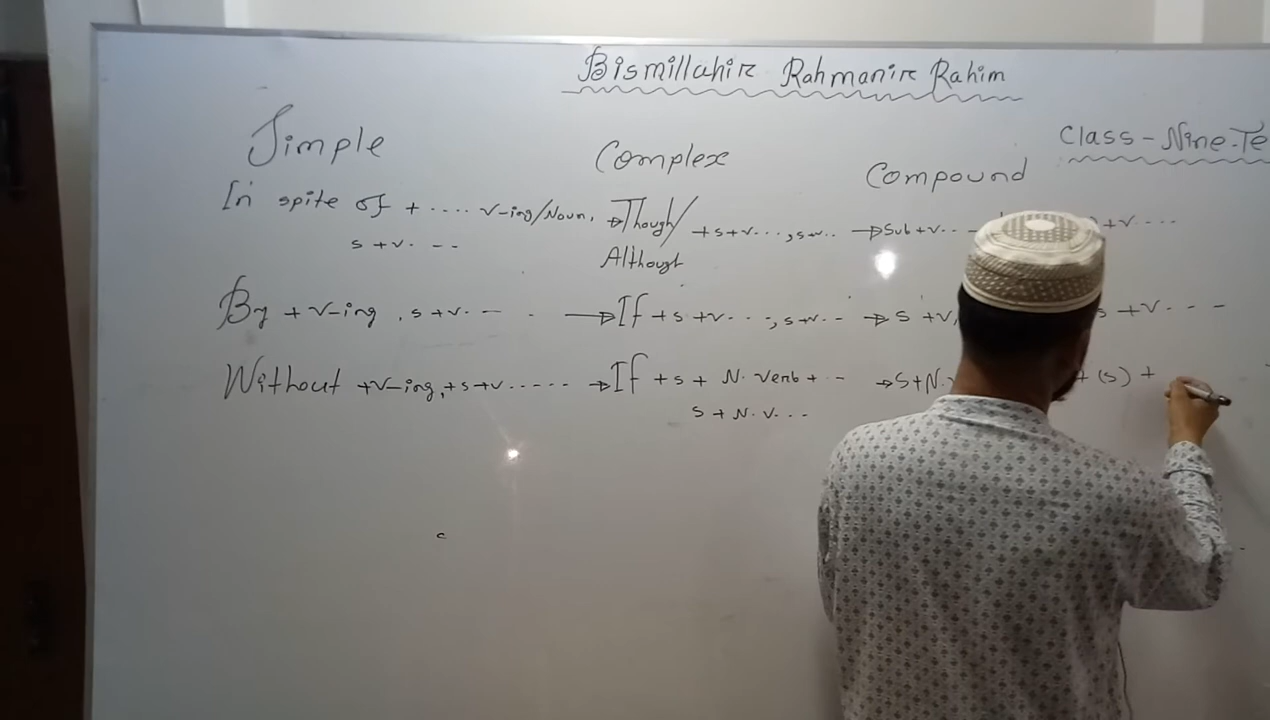 Bismillahir Rahmanir Rahim
Class - Nine-Te
Simple Complex Compound
In spite of + .... v-ing/Noun, → Though/ + s+v...., s+v.. → Sub + v.. - +v ....
s + v. . - - Although
By + v-ing , s+v. - - → If + s + v. - -, s+v. - - → s + v, s + v - - -
Without + v-ing, + s+v ...... → If + s + N. verb + - - → s+N. + (s) +
s + N. v. . .